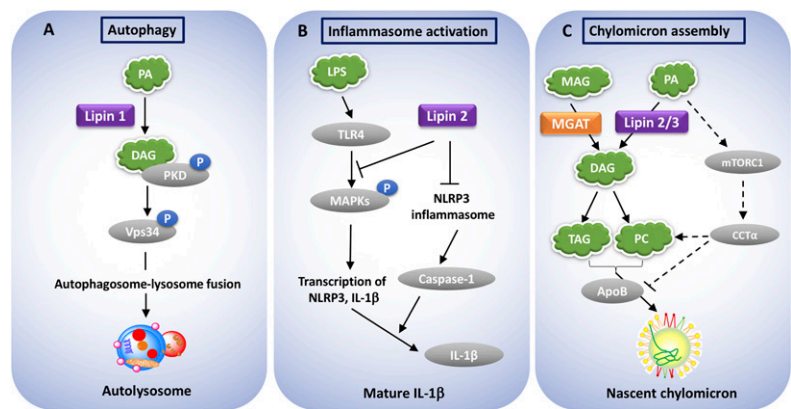 A
Autophagy
PA
Lipin 1
DAG
P
PKD
P
Vps34
Autophagosome-lysosome fusion
Autolysosome
B
Inflammasome activation
LPS
Lipin 2
TLR4
P
MAPKs
NLRP3
inflammasome
Transcription of
NLRP3, IL-1β
Caspase-1
IL-1β
Mature IL-1β
C
Chylomicron assembly
MAG
PA
MGAT
Lipin 2/3
DAG
mTORC1
TAG
PC
CCTα
ApoB
Nascent chylomicron